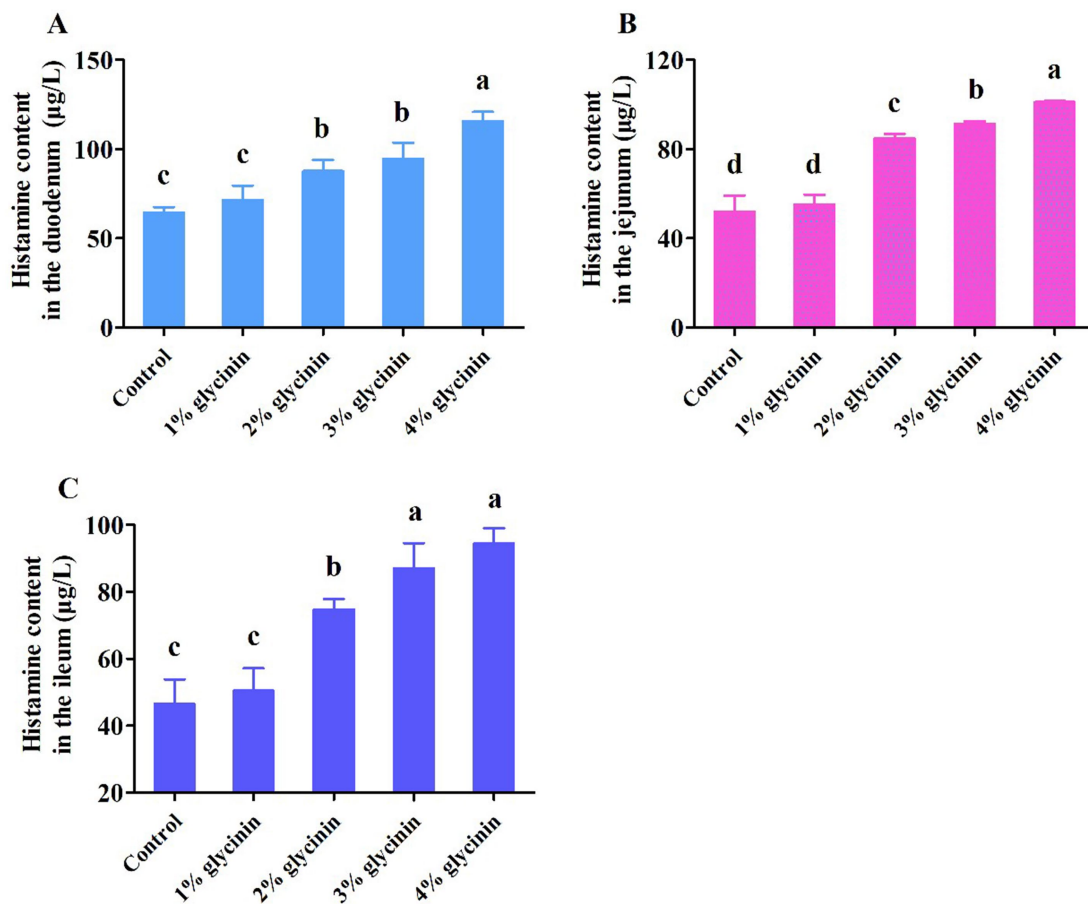 A
Histamine content
in the duodenum (µg/L)
150
100
50
0
c
c
b
b
a
Control
1% glycinin
2% glycinin
3% glycinin
4% glycinin
B
Histamine content
in the jejunum (µg/L)
120
80
40
0
d
d
c
b
a
Control
1% glycinin
2% glycinin
3% glycinin
4% glycinin
C
Histamine content
in the ileum (µg/L)
100
80
60
40
20
c
c
b
a
a
Control
1% glycinin
2% glycinin
3% glycinin
4% glycinin